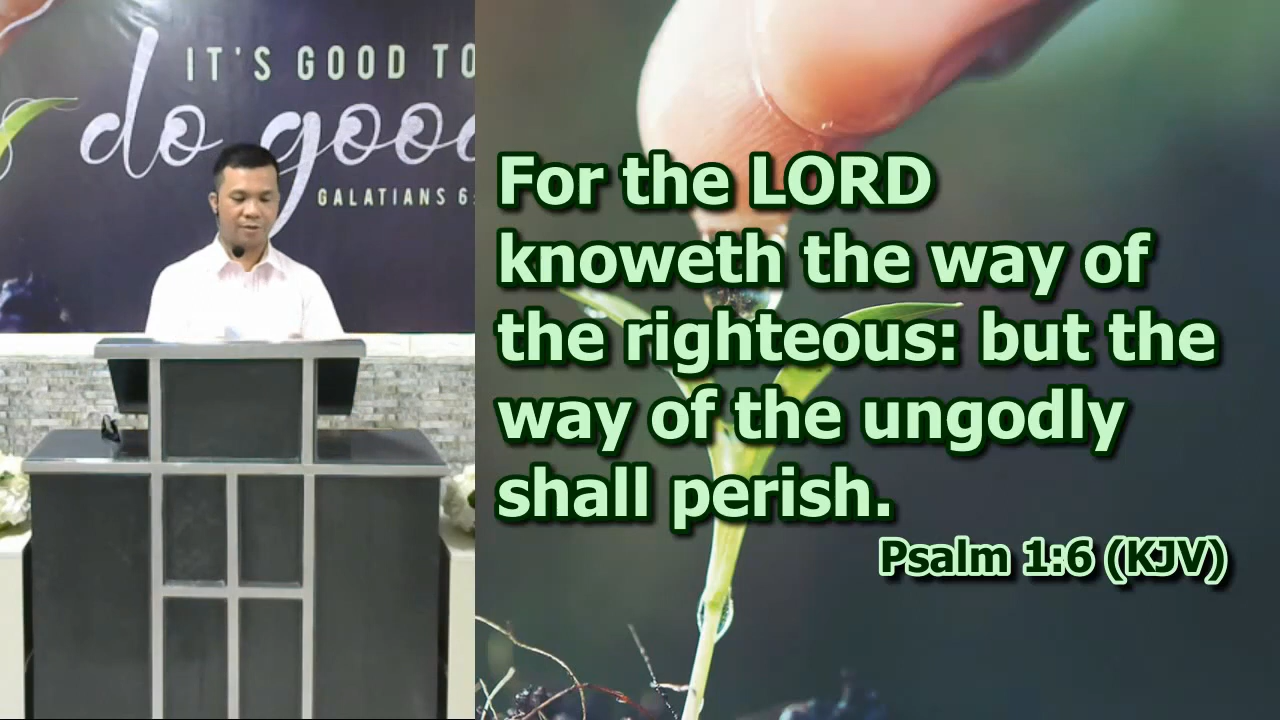 IT'S GOOD TO
do good
GALATIANS 6:
For the LORD
knoweth the way of
the righteous: but the
way of the ungodly
shall perish.
Psalm 1:6 (KJV)